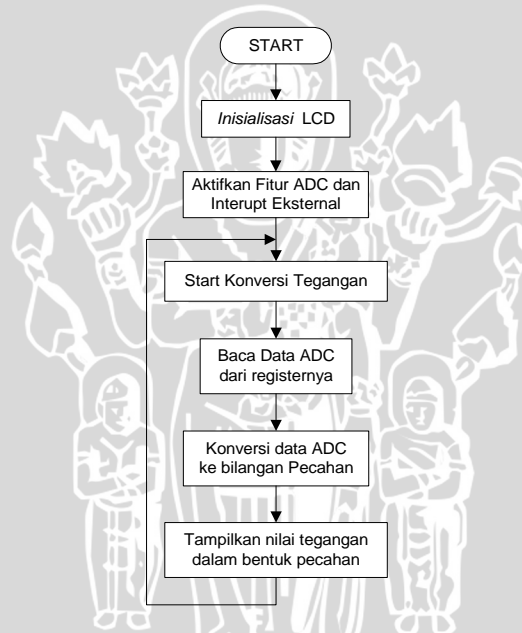 START
Inisialisasi LCD
Aktifkan Fitur ADC dan
Interupt Eksternal
Start Konversi Tegangan
Baca Data ADC
dari registernya
Konversi data ADC
ke bilangan Pecahan
Tampilkan nilai tegangan
dalam bentuk pecahan